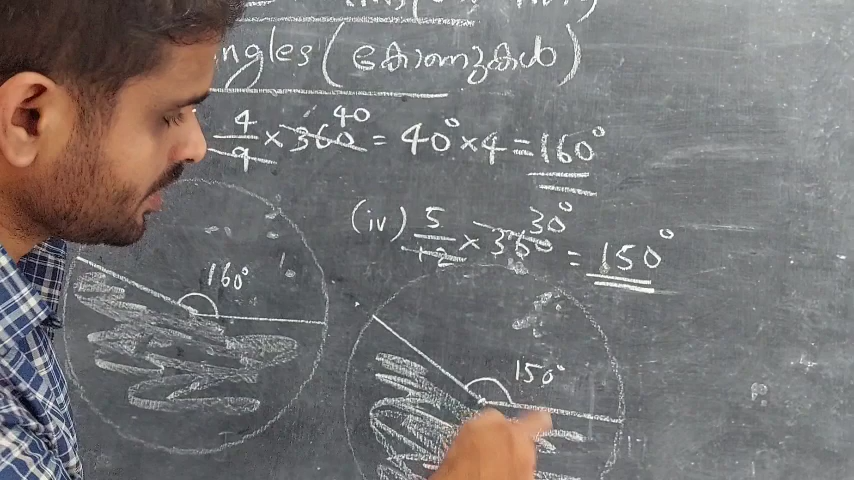 ngles (കോണുകൾ)
4/9 × 360 40 = 40° × 4 = 160°
(iv) 5/12 × 360 30° = 150°
160°
150°